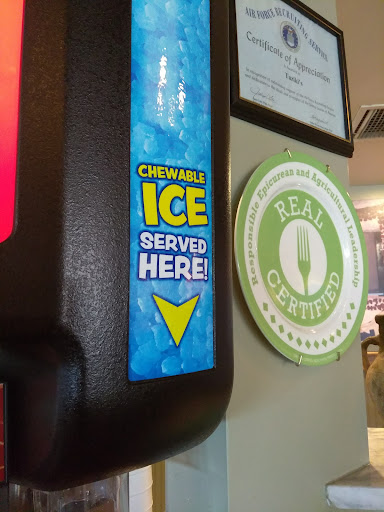 CHEWABLE
ICE
SERVED
HERE!
AIR FORCE RECRUITING SERVICE
Certificate of Appreciation
Responsible Epicurean and Agricultural Leadership
REAL
CERTIFIED